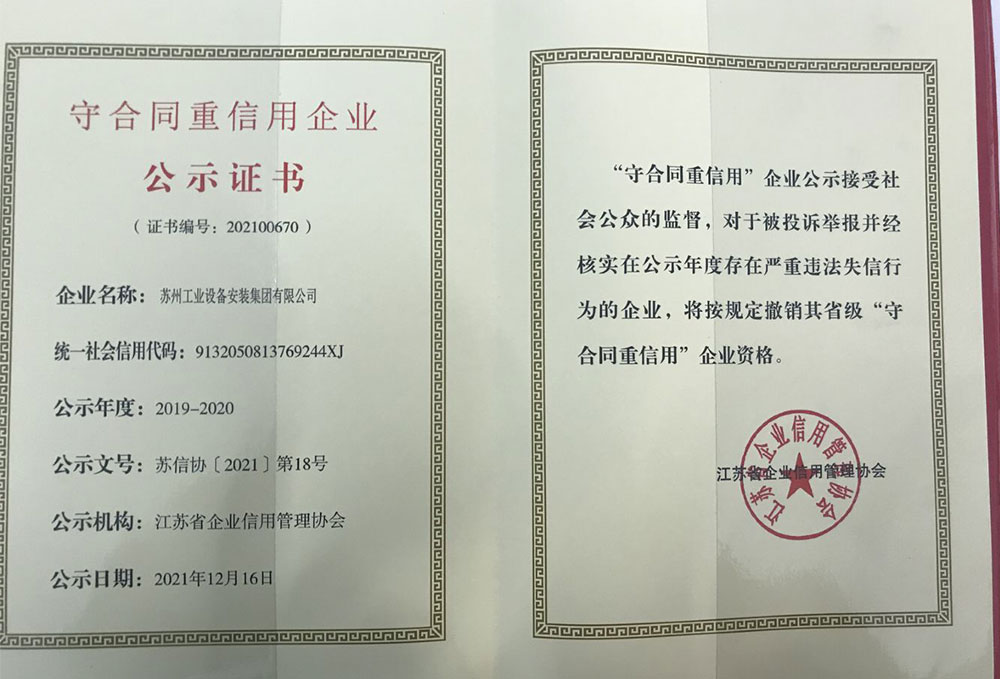 守合同重信用企业
公示证书
（证书编号：202100670）
企业名称：苏州工业设备安装集团有限公司
统一社会信用代码：9132050813769244XJ
公示年度：2019-2020
公示文号：苏信协〔2021〕第18号
公示机构：江苏省企业信用管理协会
公示日期：2021年12月16日
“守合同重信用”企业公示接受社
会公众的监督，对于被投诉举报并经
核实在公示年度存在严重违法失信行
为的企业，将按规定撤销其省级“守
合同重信用”企业资格。
江苏省企业信用管理协会
江苏省企业信用管理协会